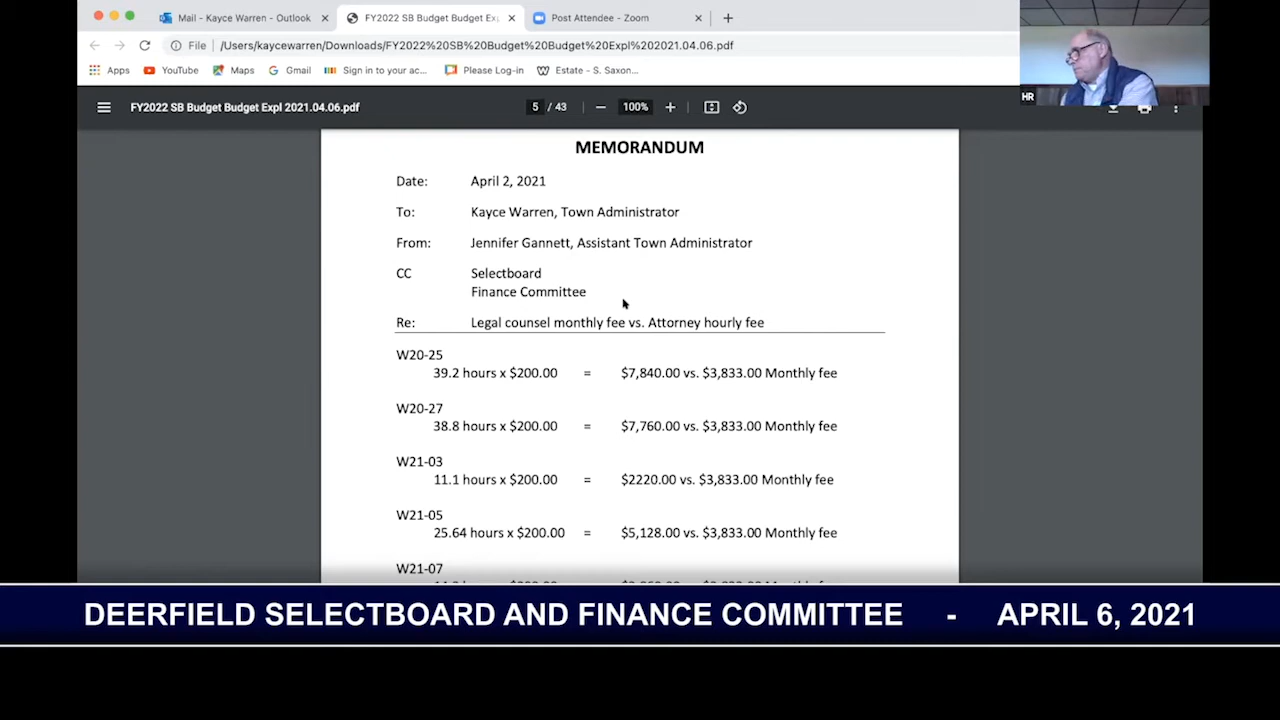 Mail - Kayce Warren - Outlook
FY2022 SB Budget Budget Ex
Post Attendee - Zoom
File
/Users/kaycewarren/Downloads/FY2022%20SB%20Budget%20Budget%20Expl%202021.04.06.pdf
Apps YouTube Maps Gmail Sign in to your ac... Please Log-in Estate - S. Saxon...
HR
FY2022 SB Budget Budget Expl 2021.04.06.pdf 5 / 43 100%
MEMORANDUM
Date: April 2, 2021
To: Kayce Warren, Town Administrator
From: Jennifer Gannett, Assistant Town Administrator
CC Selectboard
Finance Committee
Re: Legal counsel monthly fee vs. Attorney hourly fee
W20-25
39.2 hours x $200.00 = $7,840.00 vs. $3,833.00 Monthly fee
W20-27
38.8 hours x $200.00 = $7,760.00 vs. $3,833.00 Monthly fee
W21-03
11.1 hours x $200.00 = $2220.00 vs. $3,833.00 Monthly fee
W21-05
25.64 hours x $200.00 = $5,128.00 vs. $3,833.00 Monthly fee
W21-07
DEERFIELD SELECTBOARD AND FINANCE COMMITTEE - APRIL 6, 2021